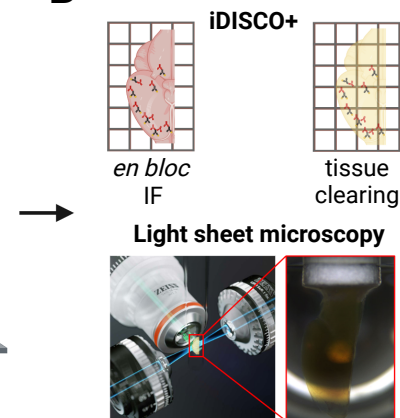 iDISCO+
en bloc
IF
tissue
clearing
Light sheet microscopy
ZEISS